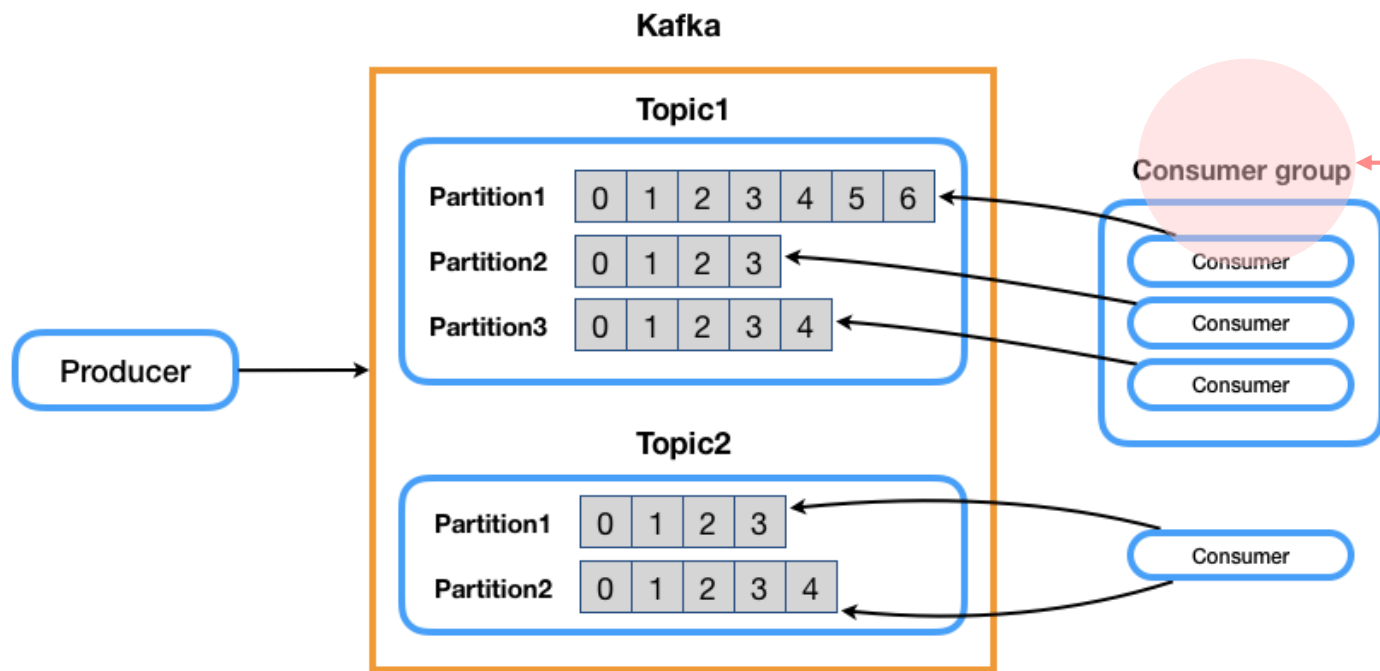 Kafka
Topic1
Partition1 0 1 2 3 4 5 6
Partition2 0 1 2 3
Partition3 0 1 2 3 4
Producer
Consumer group
Consumer
Consumer
Consumer
Topic2
Partition1 0 1 2 3
Partition2 0 1 2 3 4
Consumer